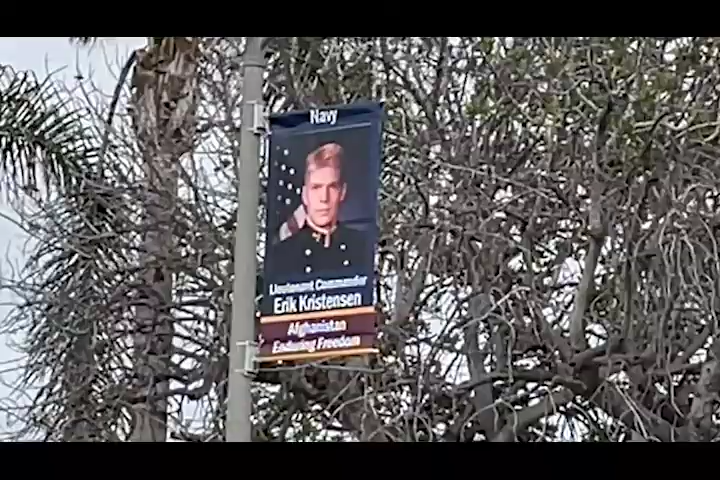 Navy
Lieutenant Commander
Erik Kristensen
Afghanistan
Enduring Freedom